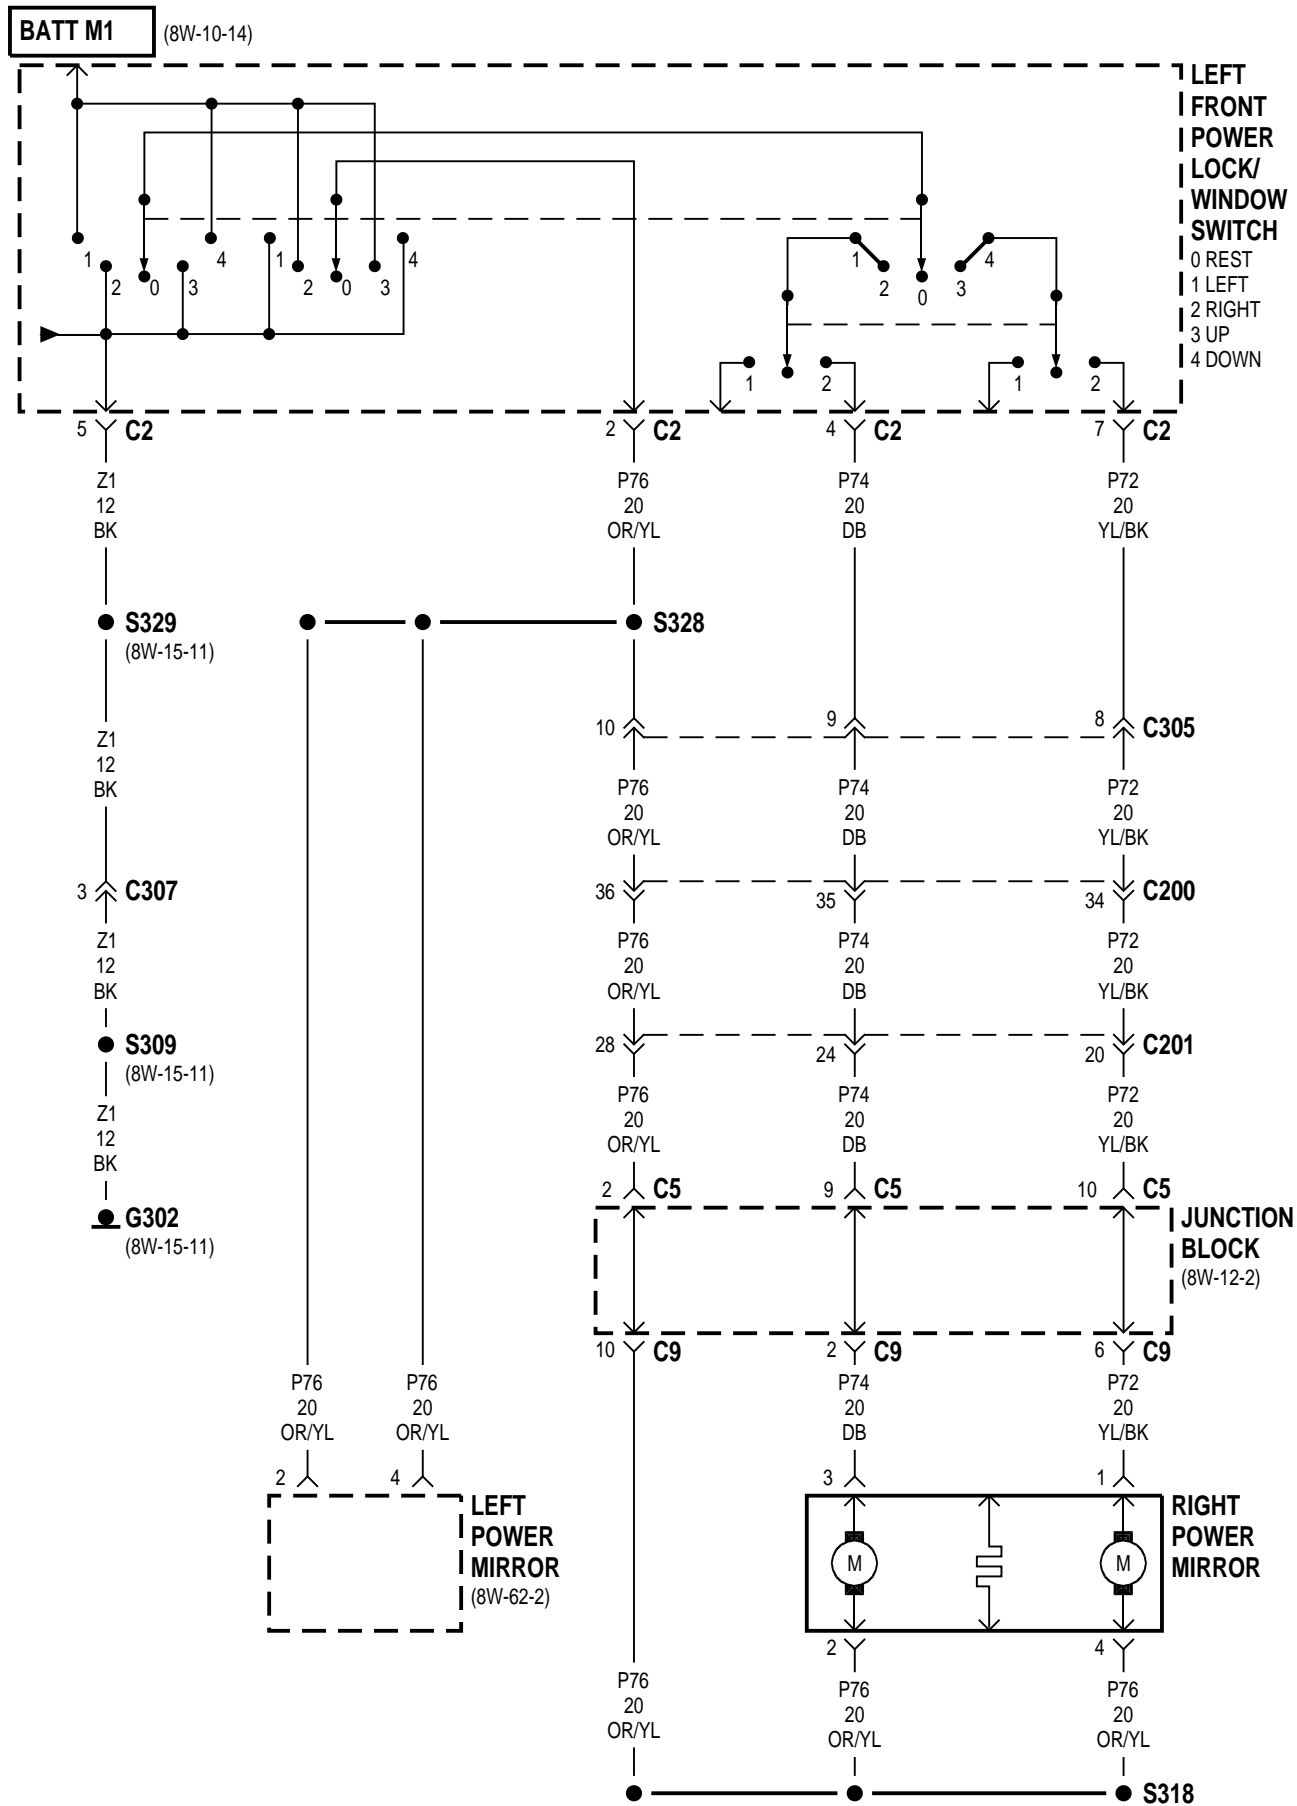 BATT M1 (8W-10-14)
LEFT
FRONT
POWER
LOCK/
WINDOW
SWITCH
0 REST
1 LEFT
2 RIGHT
3 UP
4 DOWN
1 2 0 3 4 1 2 0 3 4 1 2 0 3 4
1 2 1 2
5 C2 2 C2 4 C2 7 C2
Z1 P76 P74 P72
12 20 20 20
BK OR/YL DB YL/BK
S329 S328
(8W-15-11)
10 9 8 C305
Z1 P76 P74 P72
12 20 20 20
BK OR/YL DB YL/BK
3 C307 36 35 34 C200
Z1 P76 P74 P72
12 20 20 20
BK OR/YL DB YL/BK
S309 28 24 20 C201
(8W-15-11)
Z1 P76 P74 P72
12 20 20 20
BK OR/YL DB YL/BK
2 C5 9 C5 10 C5
G302 JUNCTION
(8W-15-11) BLOCK
(8W-12-2)
10 C9 2 C9 6 C9
P76 P76 P74 P72
20 20 20 20
OR/YL OR/YL DB YL/BK
2 4 3 1
LEFT RIGHT
POWER POWER
MIRROR MIRROR
(8W-62-2)
M M
2 4
P76 P76 P76
20 20 20
OR/YL OR/YL OR/YL
S318